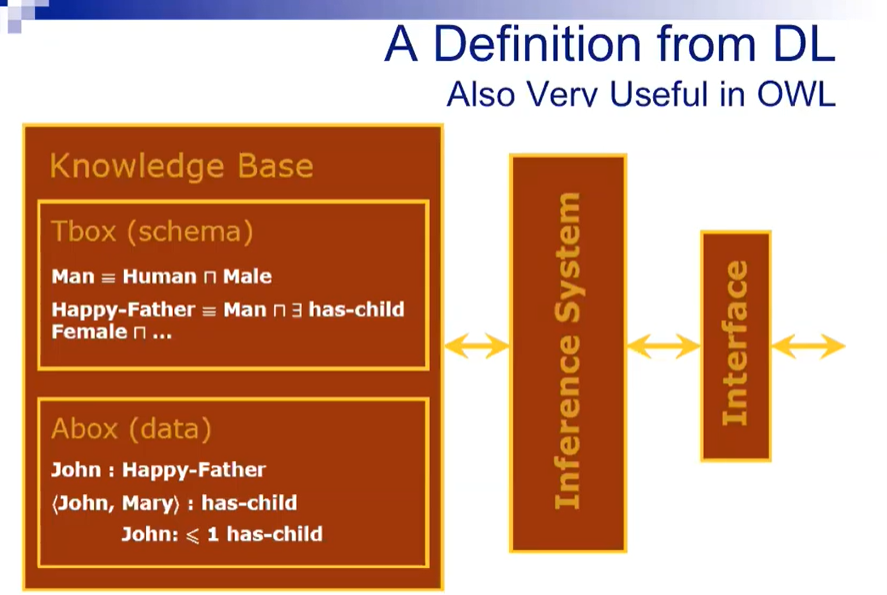 A Definition from DL
Also Very Useful in OWL
Knowledge Base
Tbox (schema)
Man ≡ Human ⊓ Male
Happy-Father ≡ Man ⊓ ∃ has-child
Female ⊓ ...
Abox (data)
John : Happy-Father
⟨John, Mary⟩ : has-child
John: ⩽ 1 has-child
Inference System
Interface